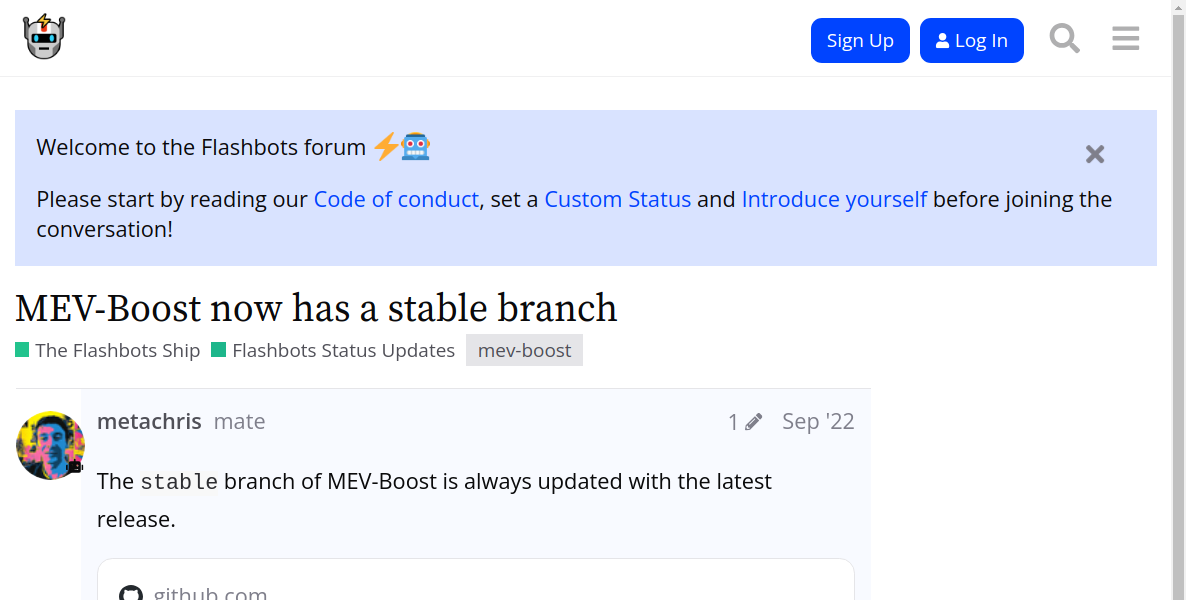 Sign Up
Log In
Welcome to the Flashbots forum
Please start by reading our Code of conduct, set a Custom Status and Introduce yourself before joining the
conversation!
MEV-Boost now has a stable branch
The Flashbots Ship Flashbots Status Updates mev-boost
metachris mate 1 Sep '22
The stable branch of MEV-Boost is always updated with the latest
release.
github.com